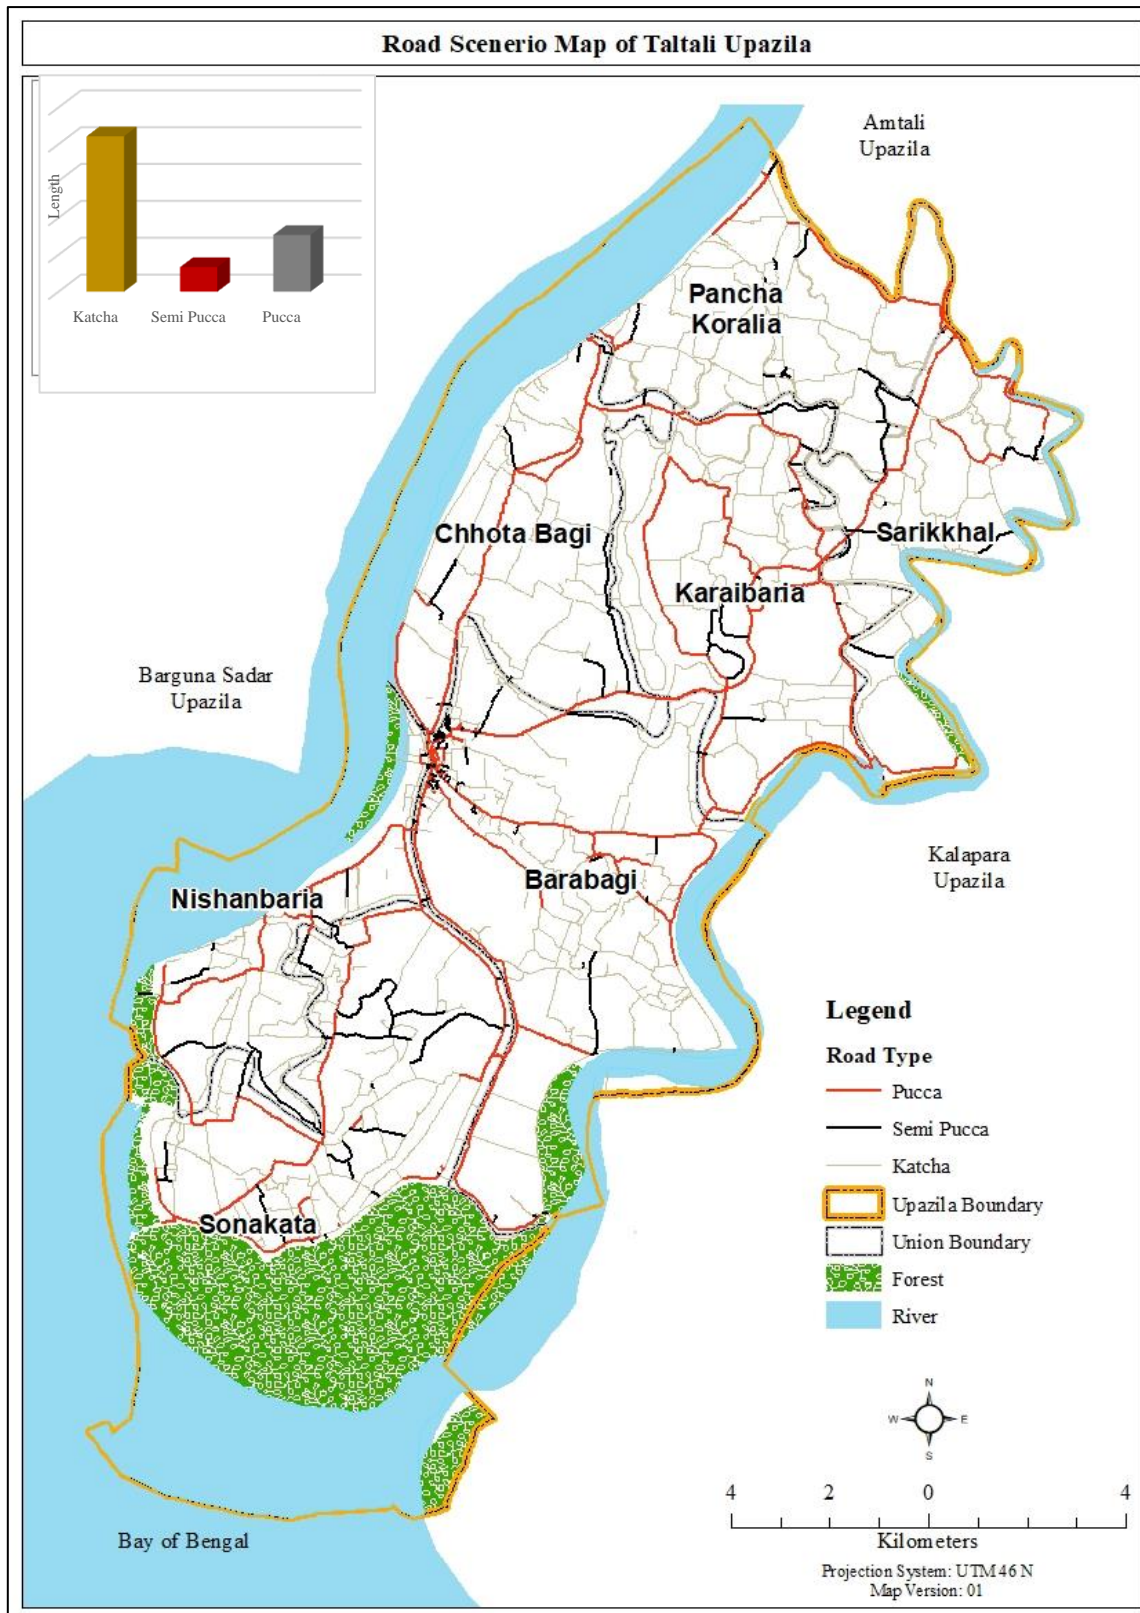 Road Scenerio Map of Taltali Upazila
Length
Katcha
Semi Pucca
Pucca
Amtali
Upazila
Pancha
Koralia
Chhota Bagi
Sarikkhal
Karaibaria
Barguna Sadar
Upazila
Kalapara
Upazila
Barabagi
Nishanbaria
Sonakata
Bay of Bengal
Legend
Road Type
Pucca
Semi Pucca
Katcha
Upazila Boundary
Union Boundary
Forest
River
N
W E
S
4 2 0 4
Kilometers
Projection System: UTM 46 N
Map Version: 01